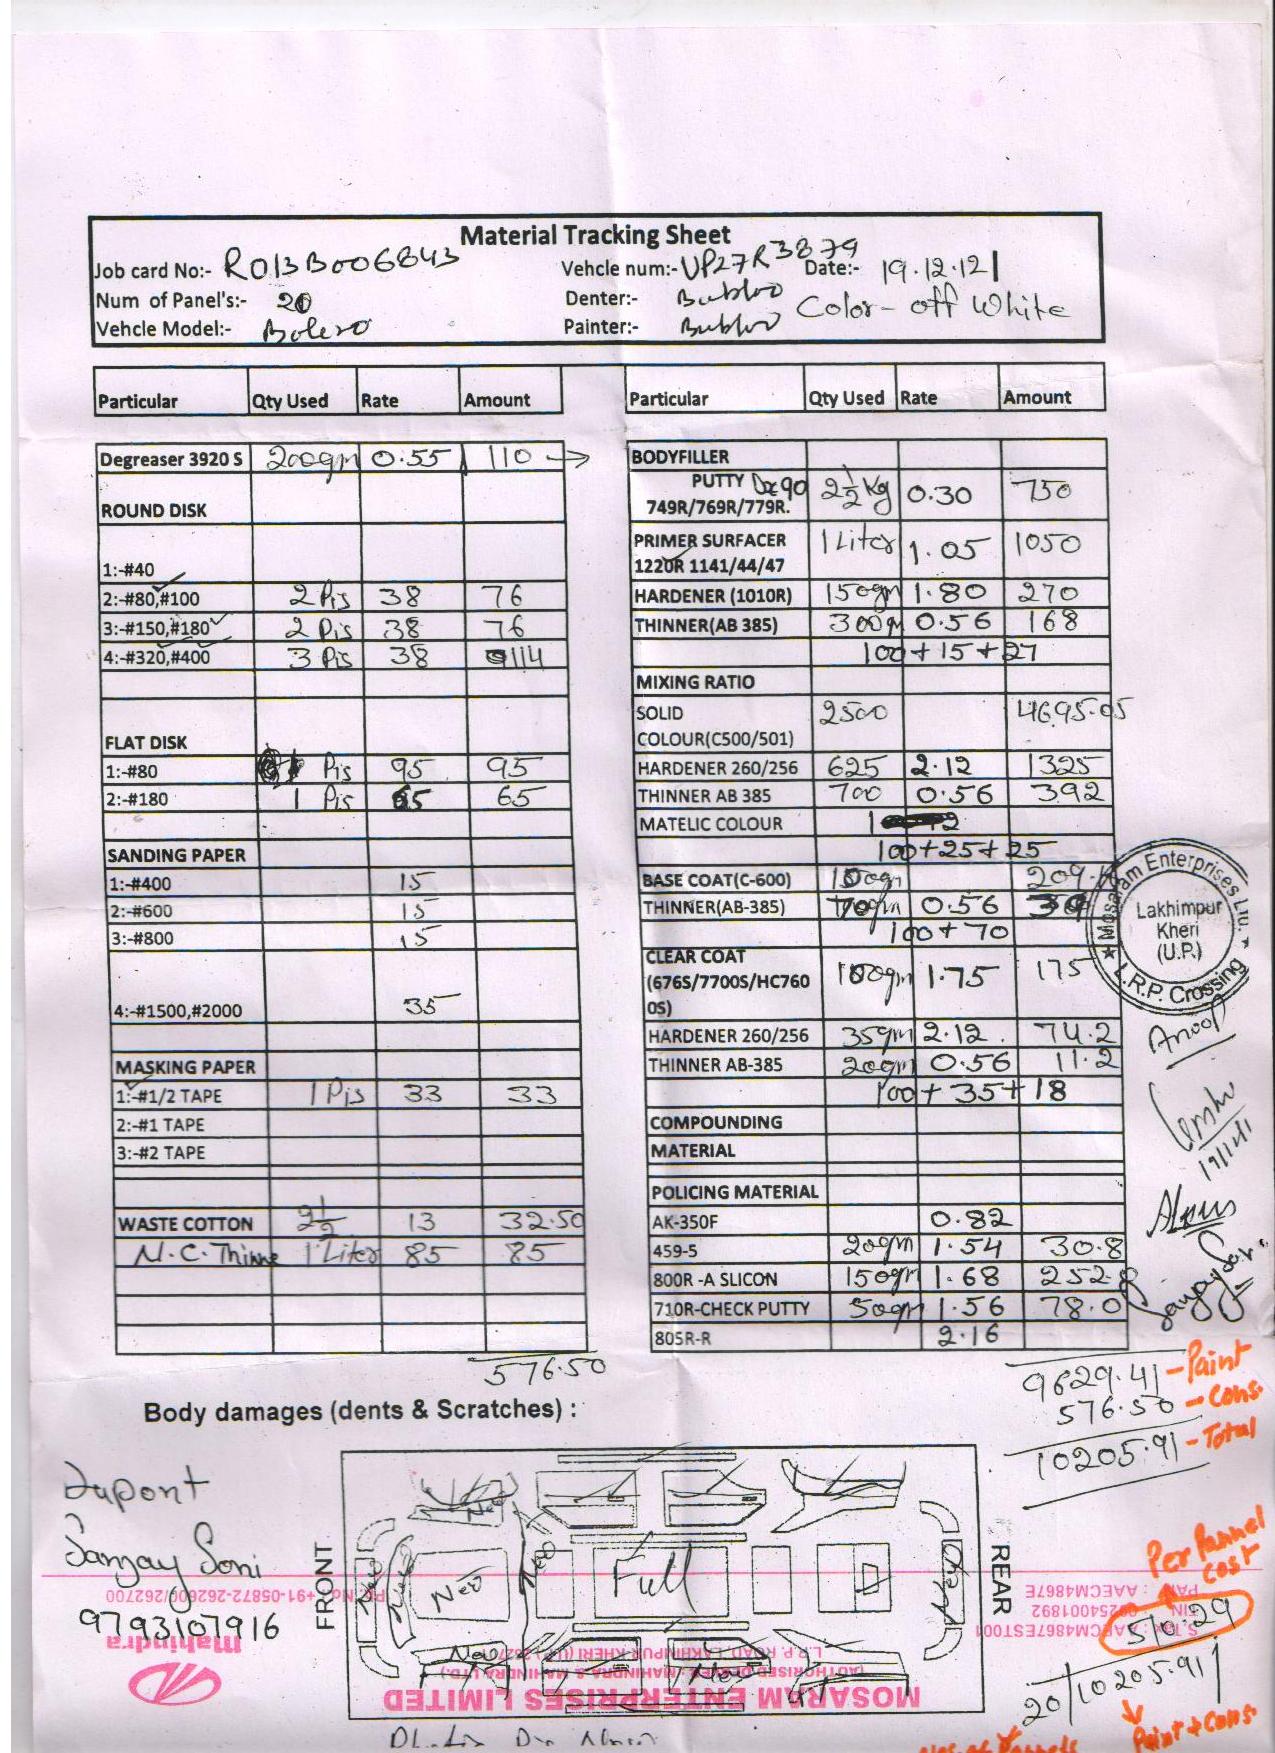 Material Tracking Sheet
Job card No:- R013B006843 Vehcle num:- UP27R3879 Date:- 19.12.12
Num of Panel's:- 20 Denter:- Bubloo Color - off White
Vehcle Model:- Bolero Painter:- Bubloo
Particular Qty Used Rate Amount Particular Qty Used Rate Amount
Degreaser 3920 S 200gm 0.55 110 →
ROUND DISK
1:-#40
2:-#80,#100 2 Pis 38 76
3:-#150,#180 2 Pis 38 76
4:-#320,#400 3 Pis 38 114
FLAT DISK
1:-#80 1 Pis 95 95
2:-#180 1 Pis 65 65
SANDING PAPER
1:-#400 15
2:-#600 15
3:-#800 15
4:-#1500,#2000 35
MASKING PAPER
1:-#1/2 TAPE 1 Pis 33 33
2:-#1 TAPE
3:-#2 TAPE
WASTE COTTON 2 1/2 13 32.50
N.C. Thinne 1 Liter 85 85
576.50
BODYFILLER
PUTTY Dx90 2 1/2 Kg 0.30 750
749R/769R/779R.
PRIMER SURFACER 1 Liter 1.05 1050
1220R 1141/44/47
HARDENER (1010R) 150gm 1.80 270
THINNER(AB 385) 300gm 0.56 168
100+15+27
MIXING RATIO
SOLID 2500 4695.05
COLOUR(C500/501)
HARDENER 260/256 625 2.12 1325
THINNER AB 385 700 0.56 392
MATELIC COLOUR
100+25+25
BASE COAT(C-600) 100gm 209.
THINNER(AB-385) 70gm 0.56 39
100+70
CLEAR COAT
(676S/7700S/HC760 100gm 1.75 175
0S)
HARDENER 260/256 35gm 2.12 74.2
THINNER AB-385 20gm 0.56 11.2
100+35+18
COMPOUNDING
MATERIAL
POLICING MATERIAL
AK-350F 0.82
459-5 20gm 1.54 30.8
800R -A SLICON 150gm 1.68 252
710R-CHECK PUTTY 50gm 1.56 78.0
805R-R 2.16
Mosaram Enterprises Ltd.
Lakhimpur
Kheri
(U.P.)
L.R.P. Crossing
Anoop
Sanjay Soni
9629.41 - Paint
576.50 - Cons.
10205.91 - Total
Body damages (dents & Scratches) :
Dupont
Sanjay Soni
9793107916
FRONT
New
New
Full
New
REAR
Per Pannel
cost
510.29
20/10205.91
Paint + Cons.
Nos of Pannels
Mahindra
MOSARAM ENTERPRISES LIMITED
(AUTHORISED DEALER : MAHINDRA & MAHINDRA LTD.)
L.R.P. ROAD, LAKHIMPUR-KHERI (U.P.)
+91-05872-262600/262700
PAN : AAECM4867E
S.Tax : AAECM4867EST001